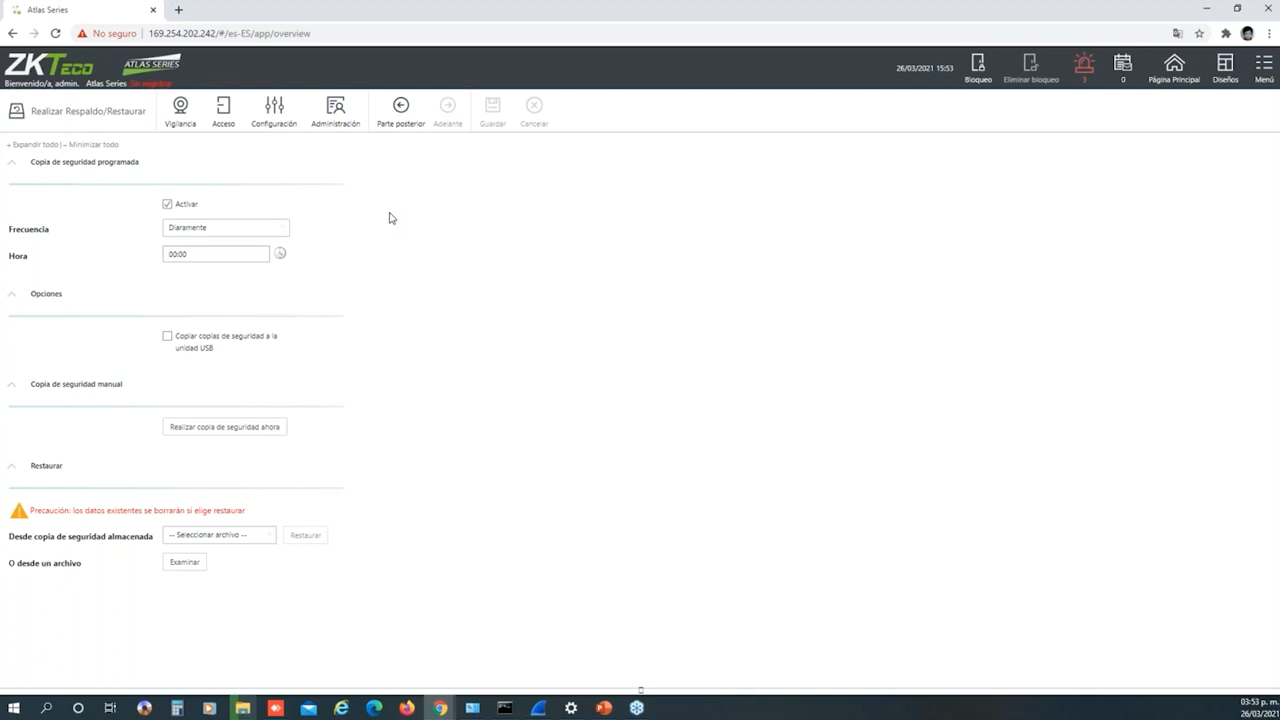 Atlas Series
No seguro
169.254.202.242/#/es-ES/app/overview
ZKTeco
ATLAS SERIES
Bienvenido/a, admin. Atlas Series Sin registrar
26/03/2021 15:53
Bloqueo
Eliminar bloqueo
3
0
Página Principal
Diseños
Menú
Realizar Respaldo/Restaurar
Vigilancia
Acceso
Configuración
Administración
Parte posterior
Adelante
Guardar
Cancelar
+ Expandir todo | − Minimizar todo
Copia de seguridad programada
Activar
Frecuencia
Diaramente
Hora
00:00
Opciones
Copiar copias de seguridad a la
unidad USB
Copia de seguridad manual
Realizar copia de seguridad ahora
Restaurar
Precaución: los datos existentes se borrarán si elige restaurar
Desde copia de seguridad almacenada
-- Seleccionar archivo --
Restaurar
O desde un archivo
Examinar
03:53 p. m.
26/03/2021